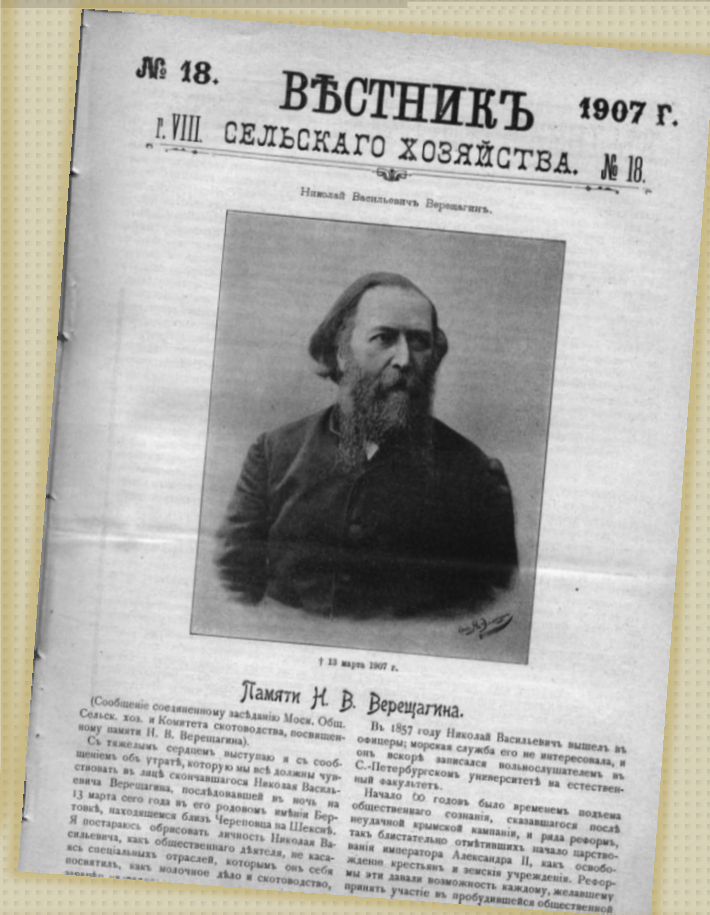 № 18.
ВѢСТНИКЪ
1907 г.
г. VIII.
СЕЛЬСКАГО ХОЗЯЙСТВА.
№ 18.
Николай Васильевичъ Верещагинъ.
† 13 марта 1907 г.
Памяти Н. В. Верещагина.
(Сообщеніе соединенному засѣданію Моск. Общ.
Сельск. хоз. и Комитета скотоводства, посвящен-
ному памяти Н. В. Верещагина).
Съ тяжелымъ сердцемъ выступаю я съ сооб-
щеніемъ объ утратѣ, которую мы всѣ должны чув-
ствовать въ лицѣ скончавшагося Николая Василь-
евича Верещагина, послѣдовавшей въ ночь на
13 марта сего года въ его родовомъ имѣніи Бер-
товкѣ, находящемся близъ Череповца на Шекснѣ.
Я постараюсь обрисовать личность Николая Ва-
сильевича, какъ общественнаго дѣятеля, не каса-
ясь спеціальныхъ отраслей, которымъ онъ себя
посвятилъ, какъ молочное дѣло и скотоводство,
Въ 1857 году Николай Васильевичъ вышелъ въ
офицеры; морская служба его не интересовала, и
онъ вскорѣ записался вольнослушателемъ въ
С.-Петербургскомъ университетѣ на естествен-
ный факультетъ.
Начало 60 годовъ было временемъ подъема
общественнаго сознанія, сказавшагося послѣ
неудачной крымской кампаніи, и ряда реформъ,
такъ блистательно отмѣтившихъ начало царство-
ванія императора Александра II, какъ освобо-
жденіе крестьянъ и земскія учрежденія. Рефор-
мы эти давали возможность каждому, желавшему
принять участіе въ пробудившейся общественной